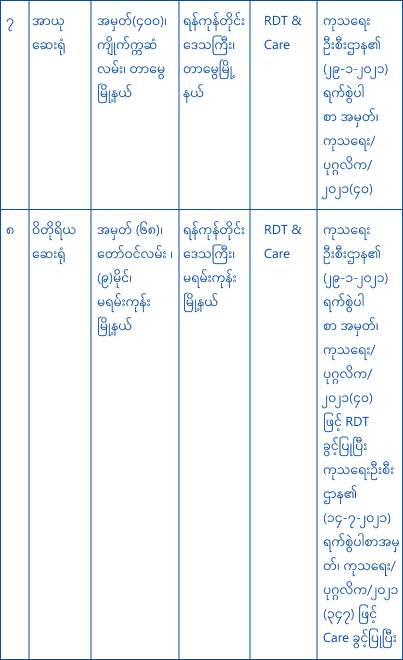 ၇
အာယု
ဆေးရုံ
အမှတ်(၄၀၀)၊
ကျိုက်က္ကဆံ
လမ်း၊ တာမွေ
မြို့နယ်
ရန်ကုန်တိုင်း
ဒေသကြီး၊
တာမွေမြို့
နယ်
RDT &
Care
ကုသရေး
ဦးစီးဌာန၏
(၂၉-၁-၂၀၂၁)
ရက်စွဲပါ
စာ အမှတ်၊
ကုသရေး/
ပုဂ္ဂလိက/
၂၀၂၁(၄၀)
၈
ဝိတိုရိယ
ဆေးရုံ
အမှတ် (၆၈)၊
တော်ဝင်လမ်း ၊
(၉)မိုင်၊
မရမ်းကုန်း
မြို့နယ်
ရန်ကုန်တိုင်း
ဒေသကြီး၊
မရမ်းကုန်း
မြို့နယ်
RDT &
Care
ကုသရေး
ဦးစီးဌာန၏
(၂၉-၁-၂၀၂၁)
ရက်စွဲပါ
စာ အမှတ်၊
ကုသရေး/
ပုဂ္ဂလိက/
၂၀၂၁(၄၀)
ဖြင့် RDT
ခွင့်ပြုပြီး
ကုသရေးဦးစီး
ဌာန၏
(၁၄-၇-၂၀၂၁)
ရက်စွဲပါစာအမှ
တ်၊ ကုသရေး/
ပုဂ္ဂလိက/၂၀၂၁
(၃၄၇) ဖြင့်
Care ခွင့်ပြုပြီး